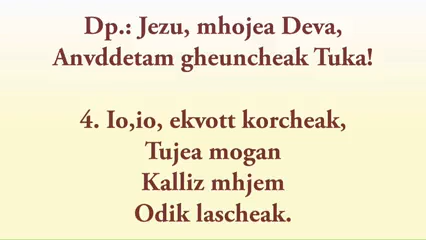 Dp.: Jezu, mhojea Deva,
Anvddetam gheuncheak Tuka!
4. Io,io, ekvott korcheak,
Tujea mogan
Kalliz mhjem
Odik lascheak.